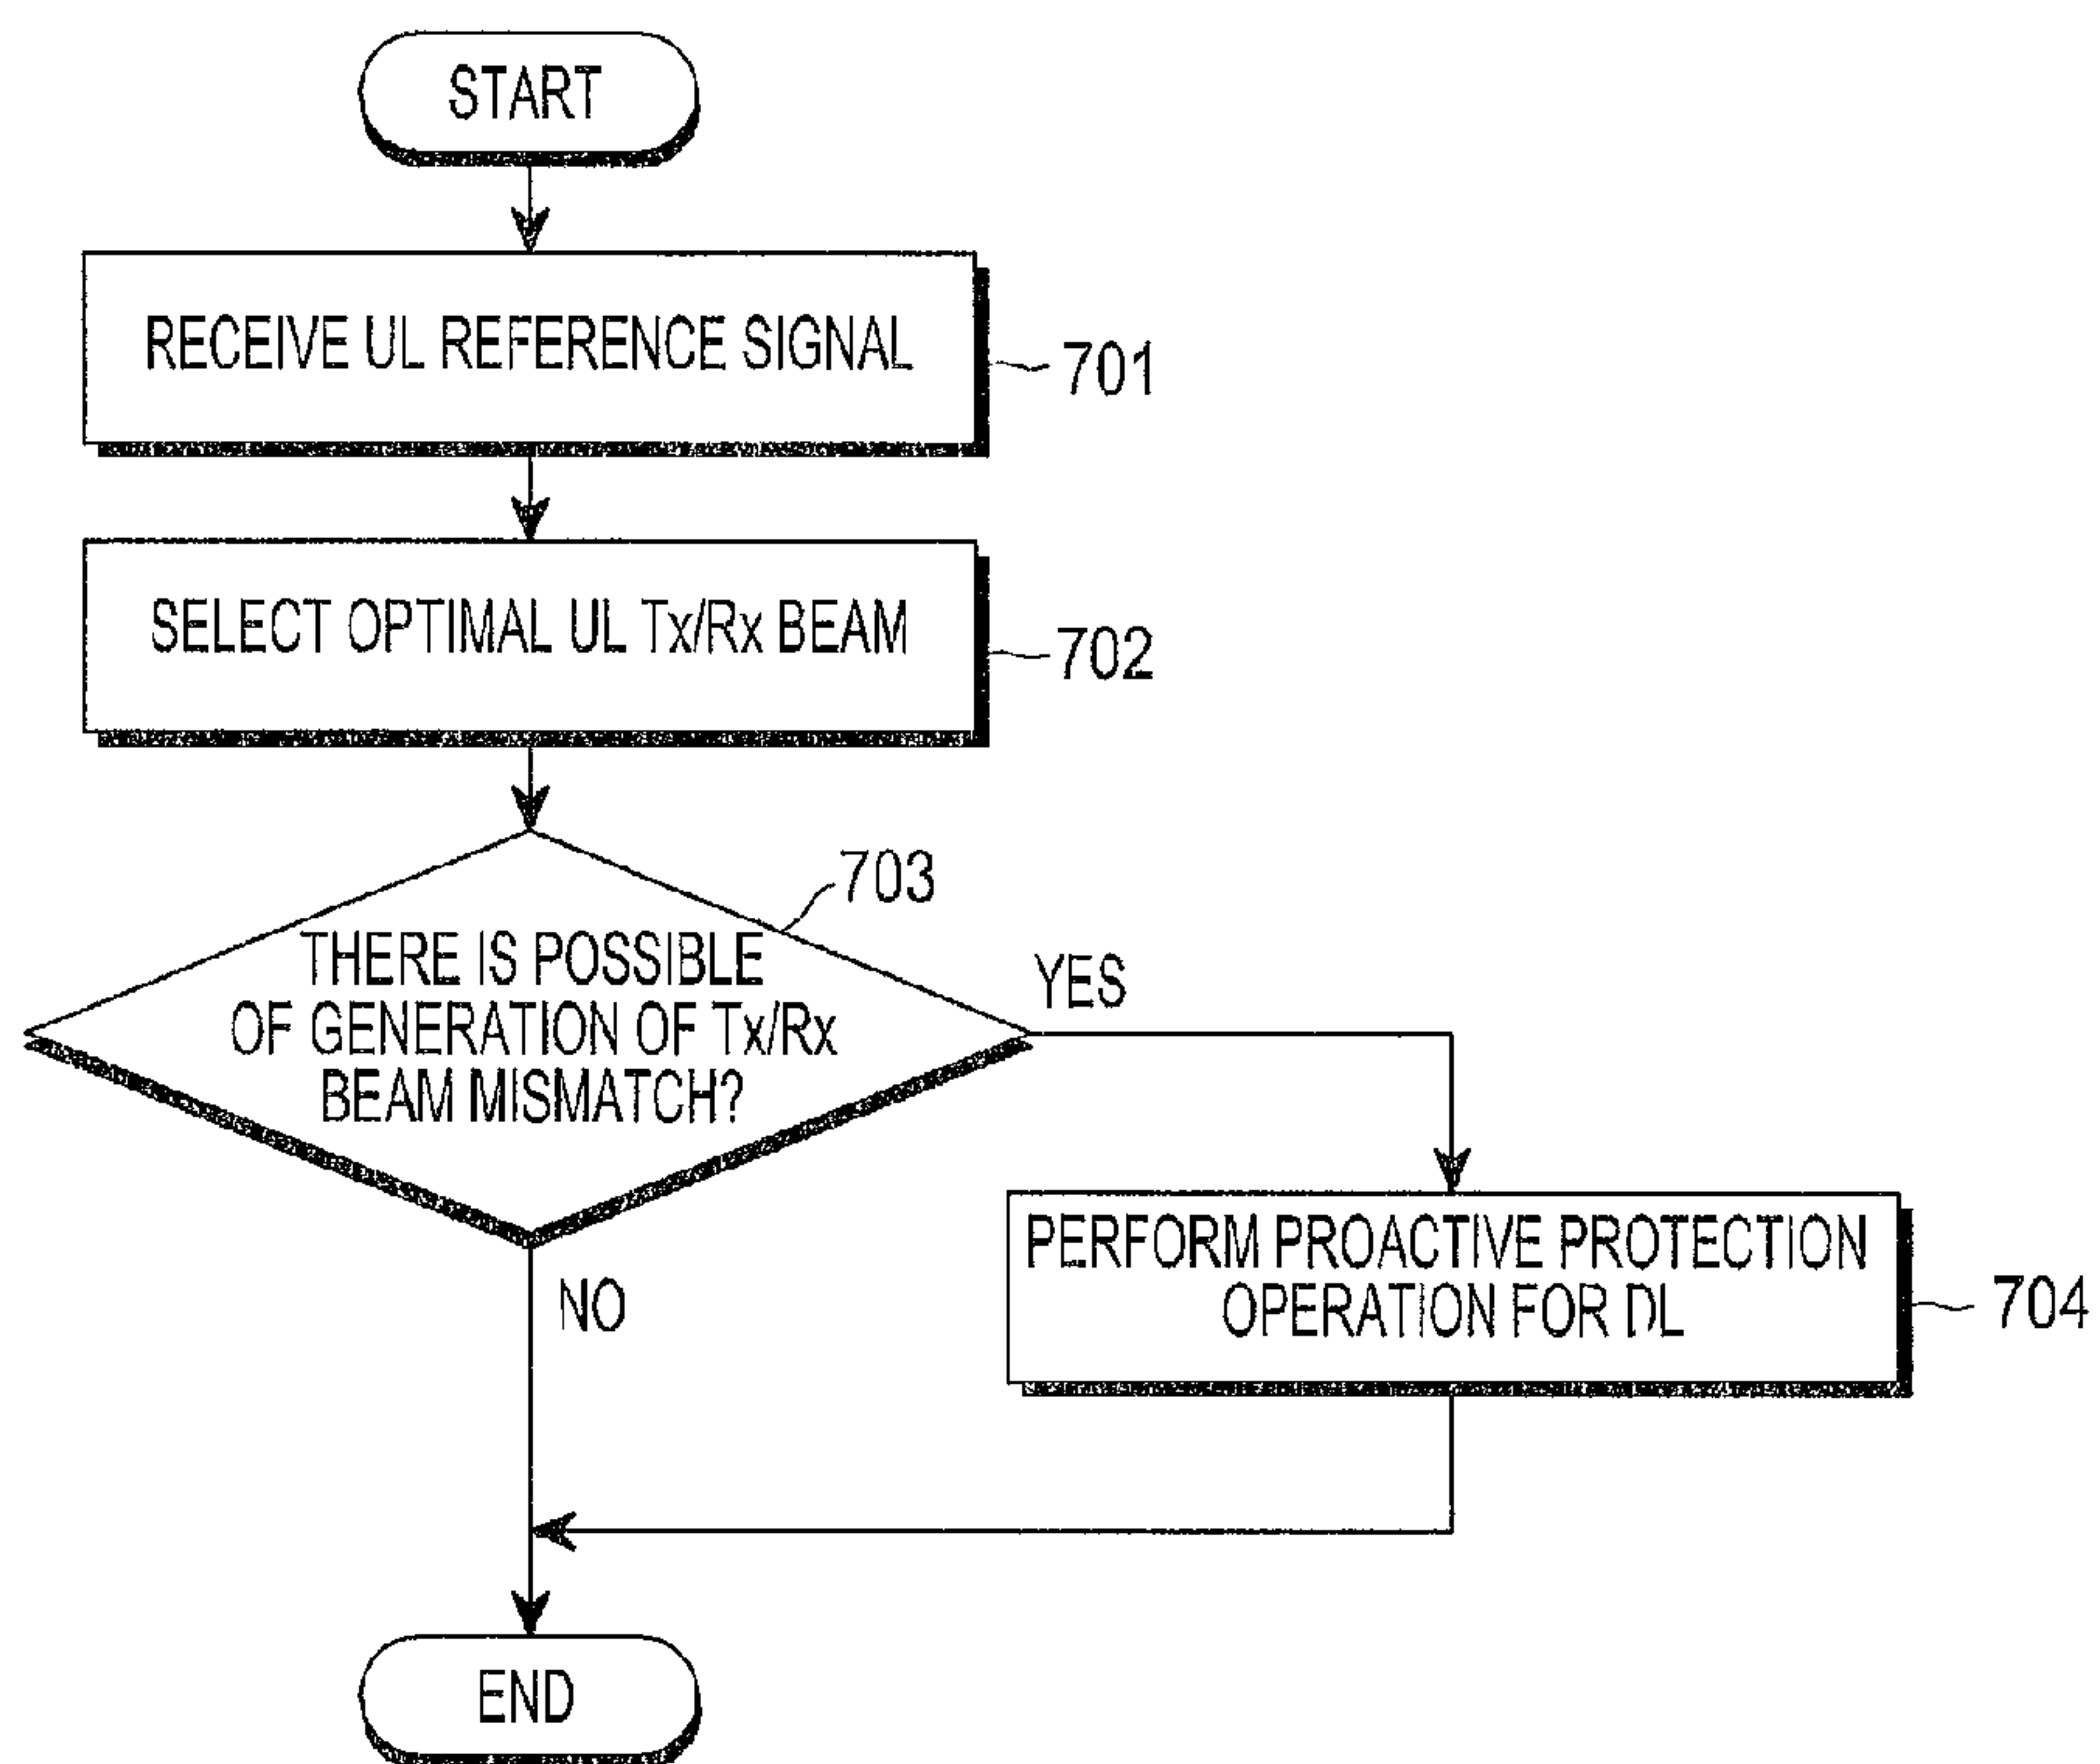 START
RECEIVE UL REFERENCE SIGNAL
701
SELECT OPTIMAL UL Tx/Rx BEAM
702
703
THERE IS POSSIBLE
OF GENERATION OF Tx/Rx
BEAM MISMATCH?
YES
NO
PERFORM PROACTIVE PROTECTION
OPERATION FOR DL
704
END